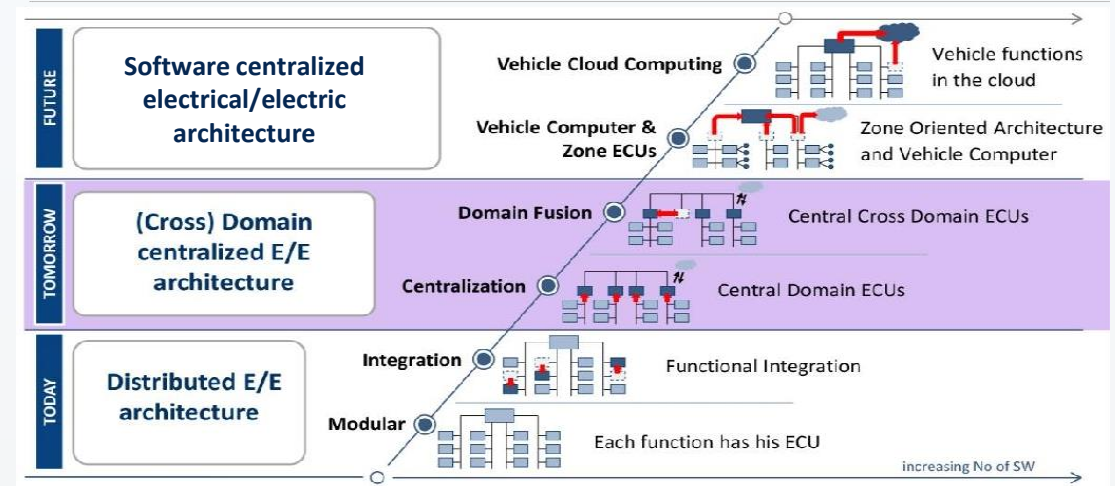 FUTURE
Software centralized
electrical/electric
architecture
Vehicle Cloud Computing
Vehicle functions
in the cloud
Vehicle Computer &
Zone ECUs
Zone Oriented Architecture
and Vehicle Computer
TOMORROW
(Cross) Domain
centralized E/E
architecture
Domain Fusion
Central Cross Domain ECUs
Centralization
Central Domain ECUs
TODAY
Distributed E/E
architecture
Integration
Functional Integration
Modular
Each function has his ECU
increasing No of SW